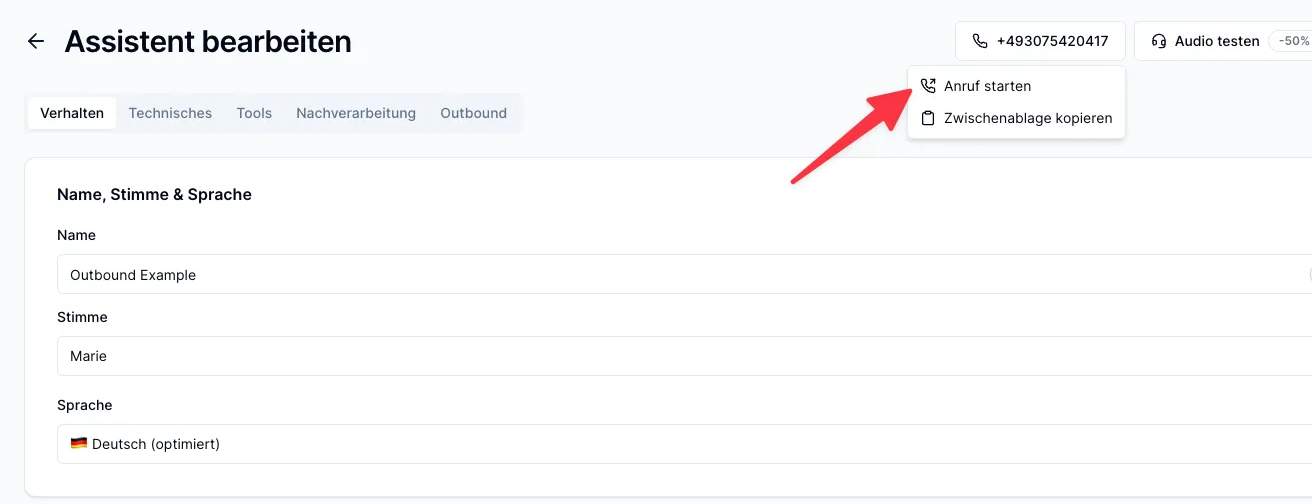 Assistent bearbeiten
+493075420417
Audio testen -50%
Anruf starten
Zwischenablage kopieren
Verhalten Technisches Tools Nachverarbeitung Outbound
Name, Stimme & Sprache
Name
Outbound Example
Stimme
Marie
Sprache
Deutsch (optimiert)